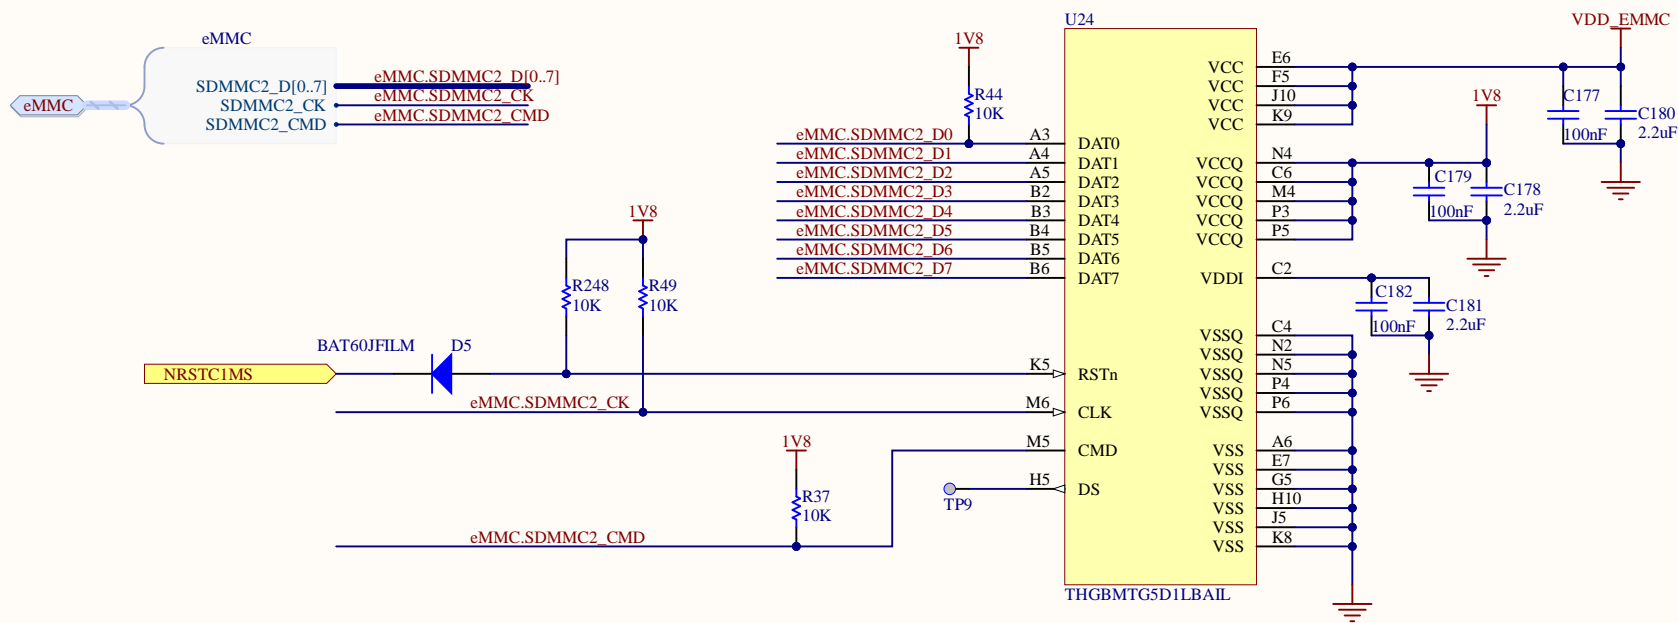 eMMC
eMMC
SDMMC2_D[0..7]
SDMMC2_CK
SDMMC2_CMD
eMMC.SDMMC2_D[0..7]
eMMC.SDMMC2_CK
eMMC.SDMMC2_CMD
1V8
R44
10K
eMMC.SDMMC2_D0
eMMC.SDMMC2_D1
eMMC.SDMMC2_D2
eMMC.SDMMC2_D3
eMMC.SDMMC2_D4
eMMC.SDMMC2_D5
eMMC.SDMMC2_D6
eMMC.SDMMC2_D7
A3
A4
A5
B2
B3
B4
B5
B6
1V8
R248
10K
R49
10K
BAT60JFILM
D5
NRSTC1MS
eMMC.SDMMC2_CK
1V8
R37
10K
eMMC.SDMMC2_CMD
K5
M6
M5
H5
TP9
U24
DAT0
DAT1
DAT2
DAT3
DAT4
DAT5
DAT6
DAT7
RSTn
CLK
CMD
DS
VCC
VCC
VCC
VCC
VCCQ
VCCQ
VCCQ
VCCQ
VCCQ
VDDI
VSSQ
VSSQ
VSSQ
VSSQ
VSSQ
VSS
VSS
VSS
VSS
VSS
VSS
THGBMTG5D1LBAIL
E6
F5
J10
K9
N4
C6
M4
P3
P5
C2
C4
N2
N5
P4
P6
A6
E7
G5
H10
J5
K8
VDD_EMMC
C177
100nF
C180
2.2uF
1V8
C179
100nF
C178
2.2uF
C182
100nF
C181
2.2uF